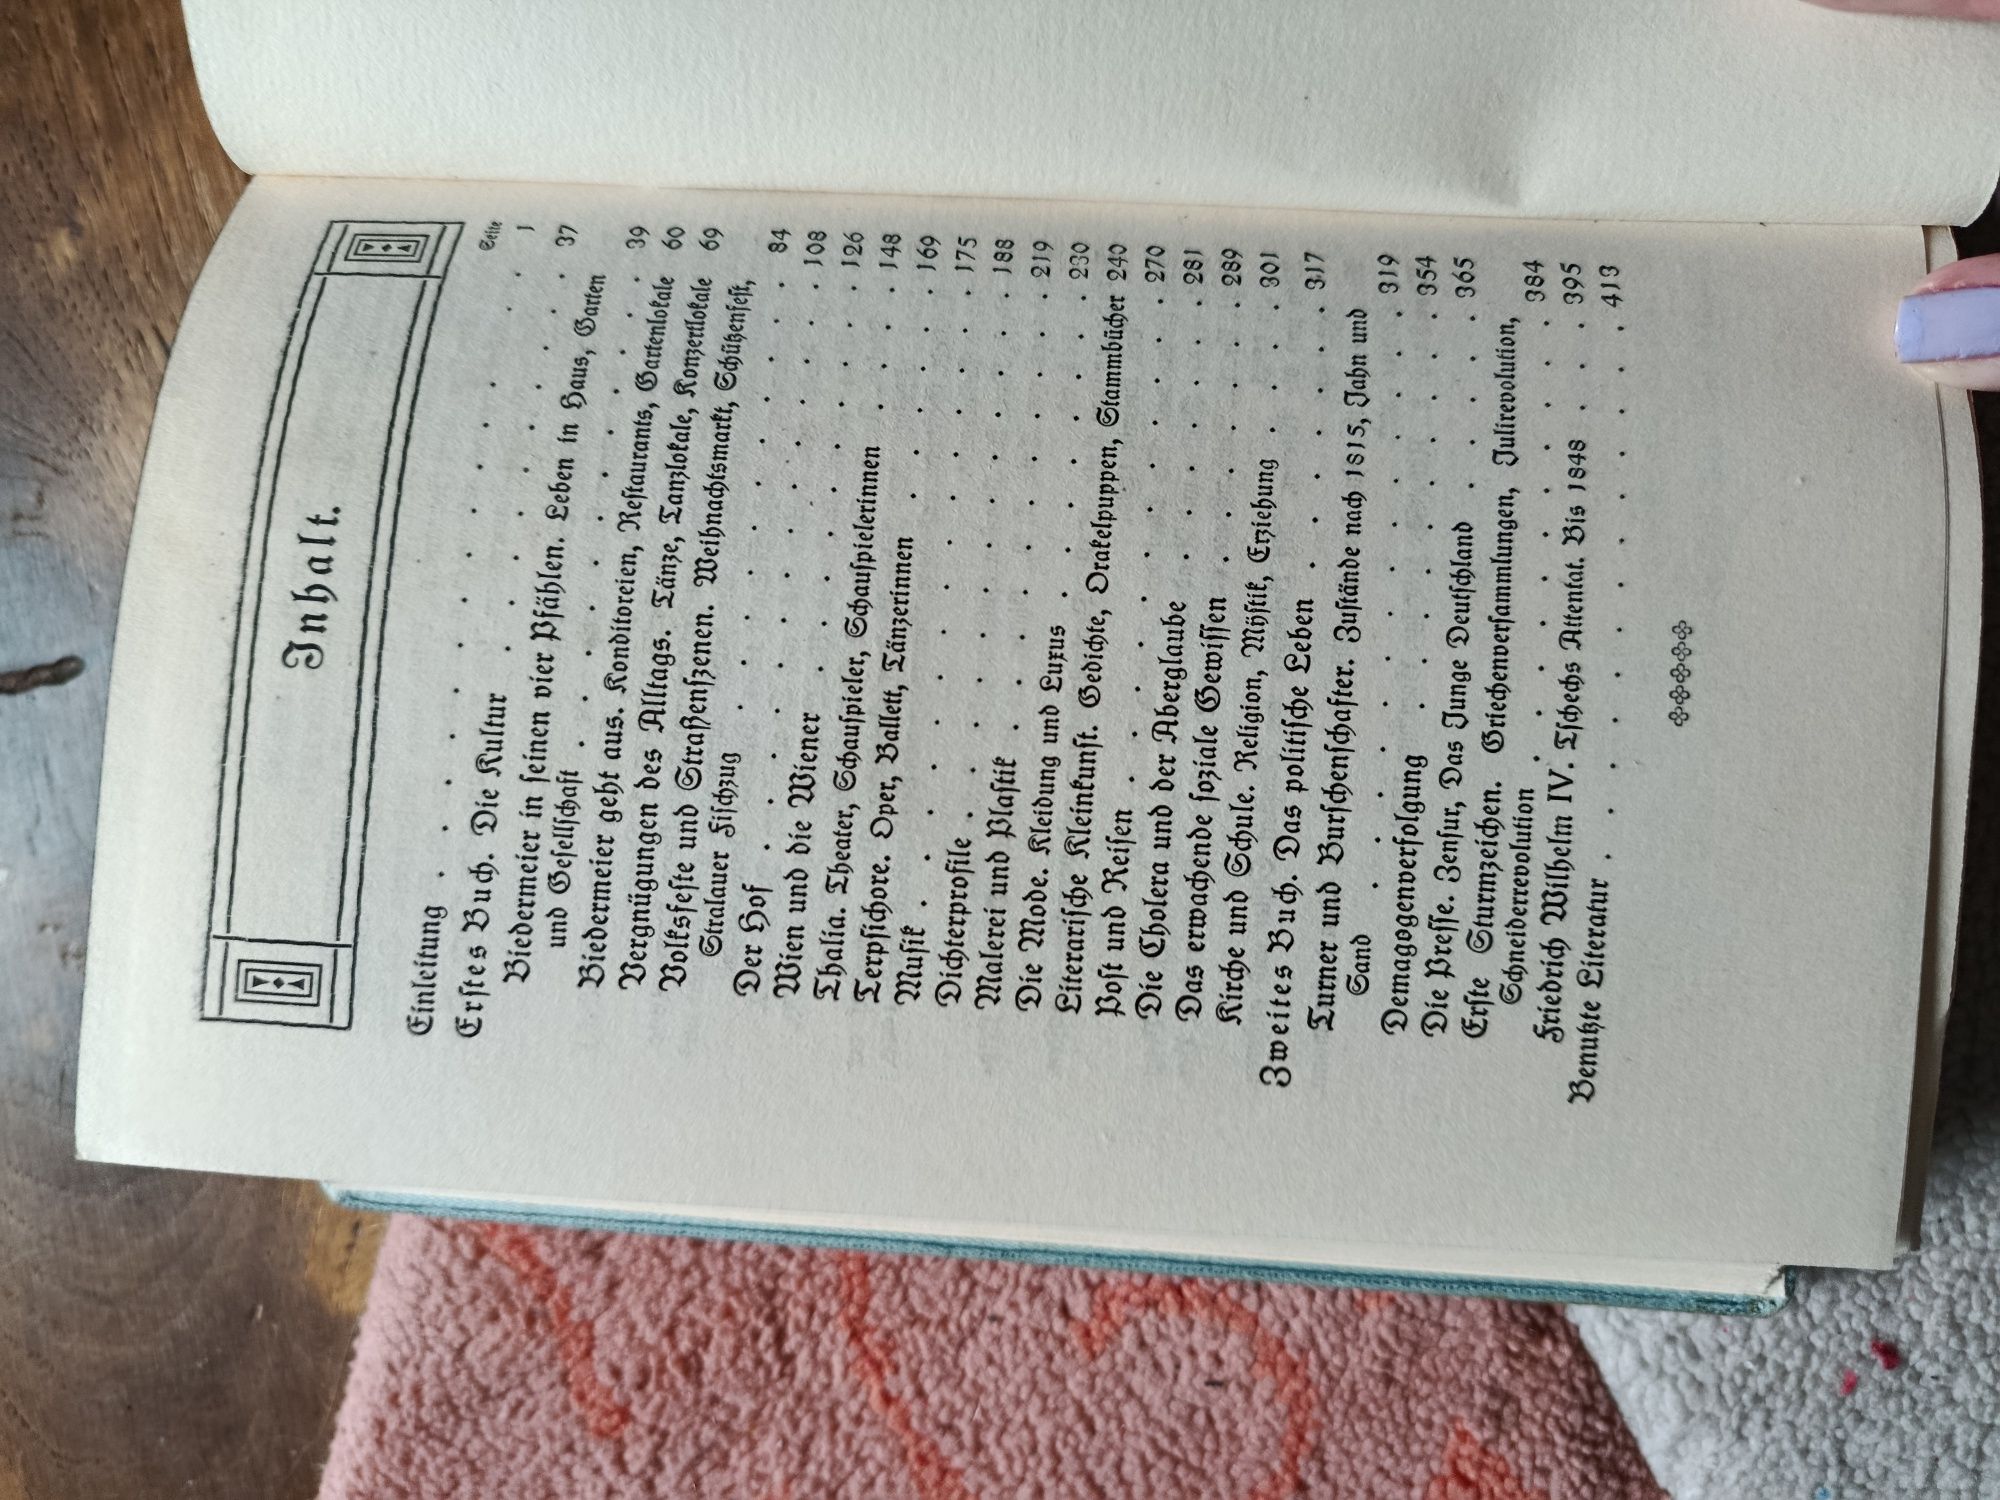 Inhalt.
Seite
Einleitung . . . . . . . . . . 1
Erstes Buch. Die Kultur . . . . . . 37
Biedermeier in seinen vier Pfählen. Leben in Haus, Garten
und Gesellschaft . . . . . . . . 39
Biedermeier geht aus. Konditoreien, Restaurants, Gartenlokale 60
Vergnügungen des Alltags. Tänze, Tanzlokale, Konzertlokale 69
Volksfeste und Straßenszenen. Weihnachtsmarkt, Schützenfest,
Stralauer Fischzug . . . . . . . 84
Der Hof . . . . . . . . . 108
Wien und die Wiener . . . . . . . 126
Thalia. Theater, Schauspieler, Schauspielerinnen . . . 148
Terpsichore. Oper, Ballett, Tänzerinnen . . . . 169
Musik . . . . . . . . . . 175
Dichterprofile . . . . . . . . . 188
Malerei und Plastik . . . . . . . 219
Die Mode. Kleidung und Luxus . . . . . 230
Literarische Kleinkunst. Gedichte, Orakelpuppen, Stammbücher 240
Post und Reisen . . . . . . . . 270
Die Cholera und der Aberglaube . . . . . 281
Das erwachende soziale Gewissen . . . . . 289
Kirche und Schule. Religion, Mystik, Erziehung . . . 301
Zweites Buch. Das politische Leben . . . . . 317
Turner und Burschenschafter. Zustände nach 1815, Jahn und
Sand . . . . . . . . . . 319
Demagogenverfolgung . . . . . . . 354
Die Presse. Zensur, Das Junge Deutschland . . . 365
Erste Sturmzeichen. Griechenversammlungen, Julirevolution,
Schneiderrevolution . . . . . . . 384
Friedrich Wilhelm IV. Tschechs Attentat. Bis 1848 . . 395
Benutzte Literatur . . . . . . . . 413